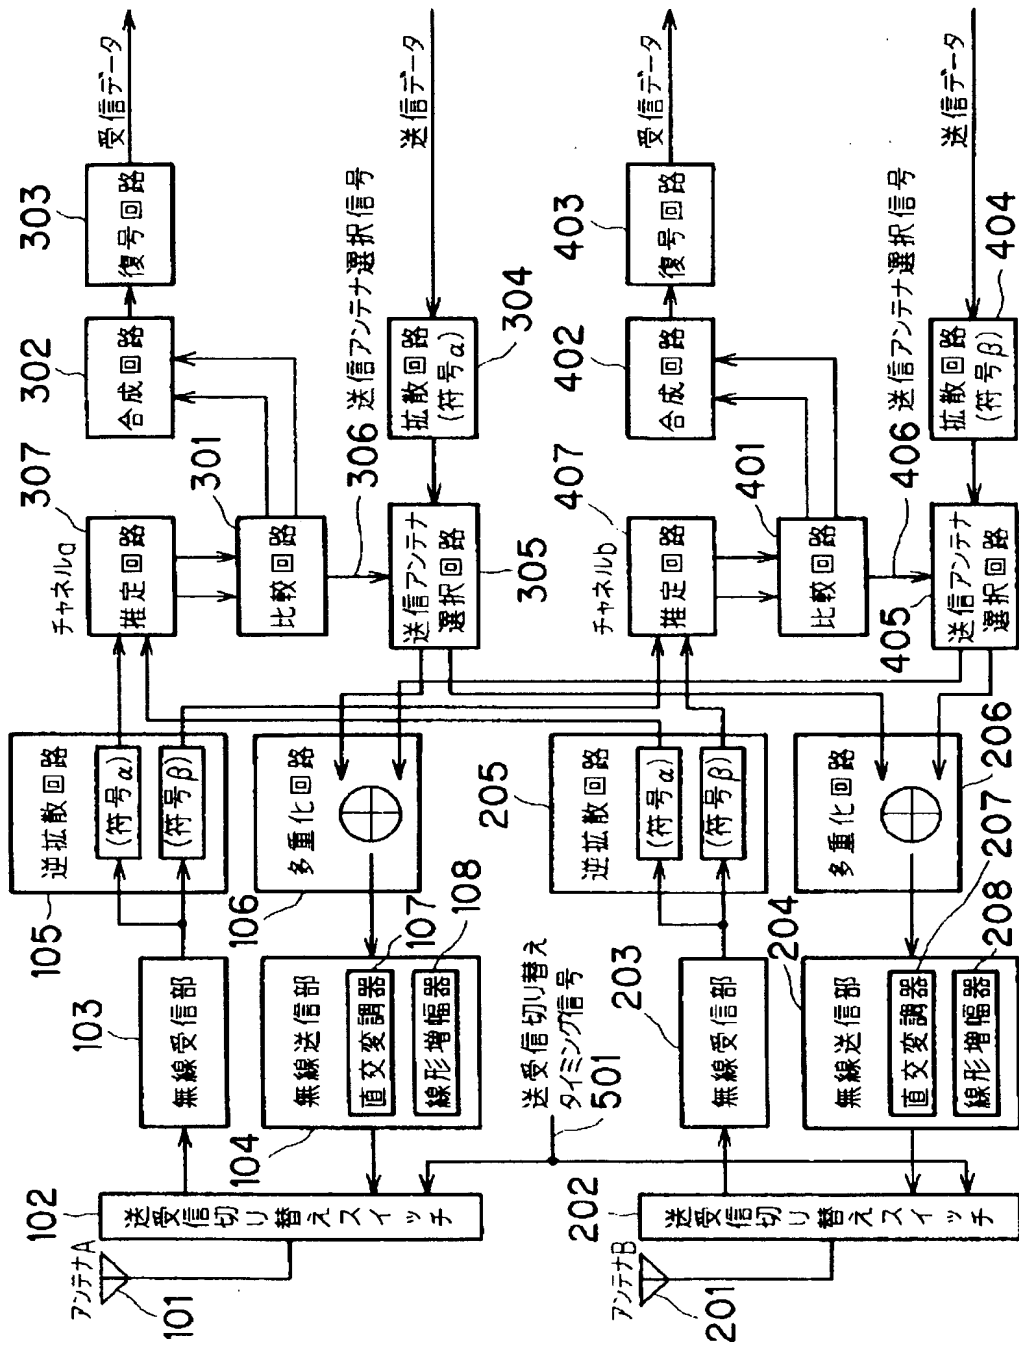 アンテナA
101
102
送受信切り替えスイッチ
103
無線受信部
104
無線送信部
直交変調器
107
線形増幅器
108
105
逆拡散回路
(符号α)
(符号β)
106
多重化回路
チャネルa
307
推定回路
301
比較回路
306
送信アンテナ選択信号
送信アンテナ
選択回路
305
302
合成回路
303
復号回路
受信データ
304
拡散回路
(符号α)
送信データ
送受信切り替え
タイミング信号
501
アンテナB
201
202
送受信切り替えスイッチ
203
無線受信部
204
無線送信部
直交変調器
207
線形増幅器
208
205
逆拡散回路
(符号α)
(符号β)
206
多重化回路
チャネルb
407
推定回路
401
比較回路
406
送信アンテナ選択信号
送信アンテナ
選択回路
405
402
合成回路
403
復号回路
受信データ
404
拡散回路
(符号β)
送信データ